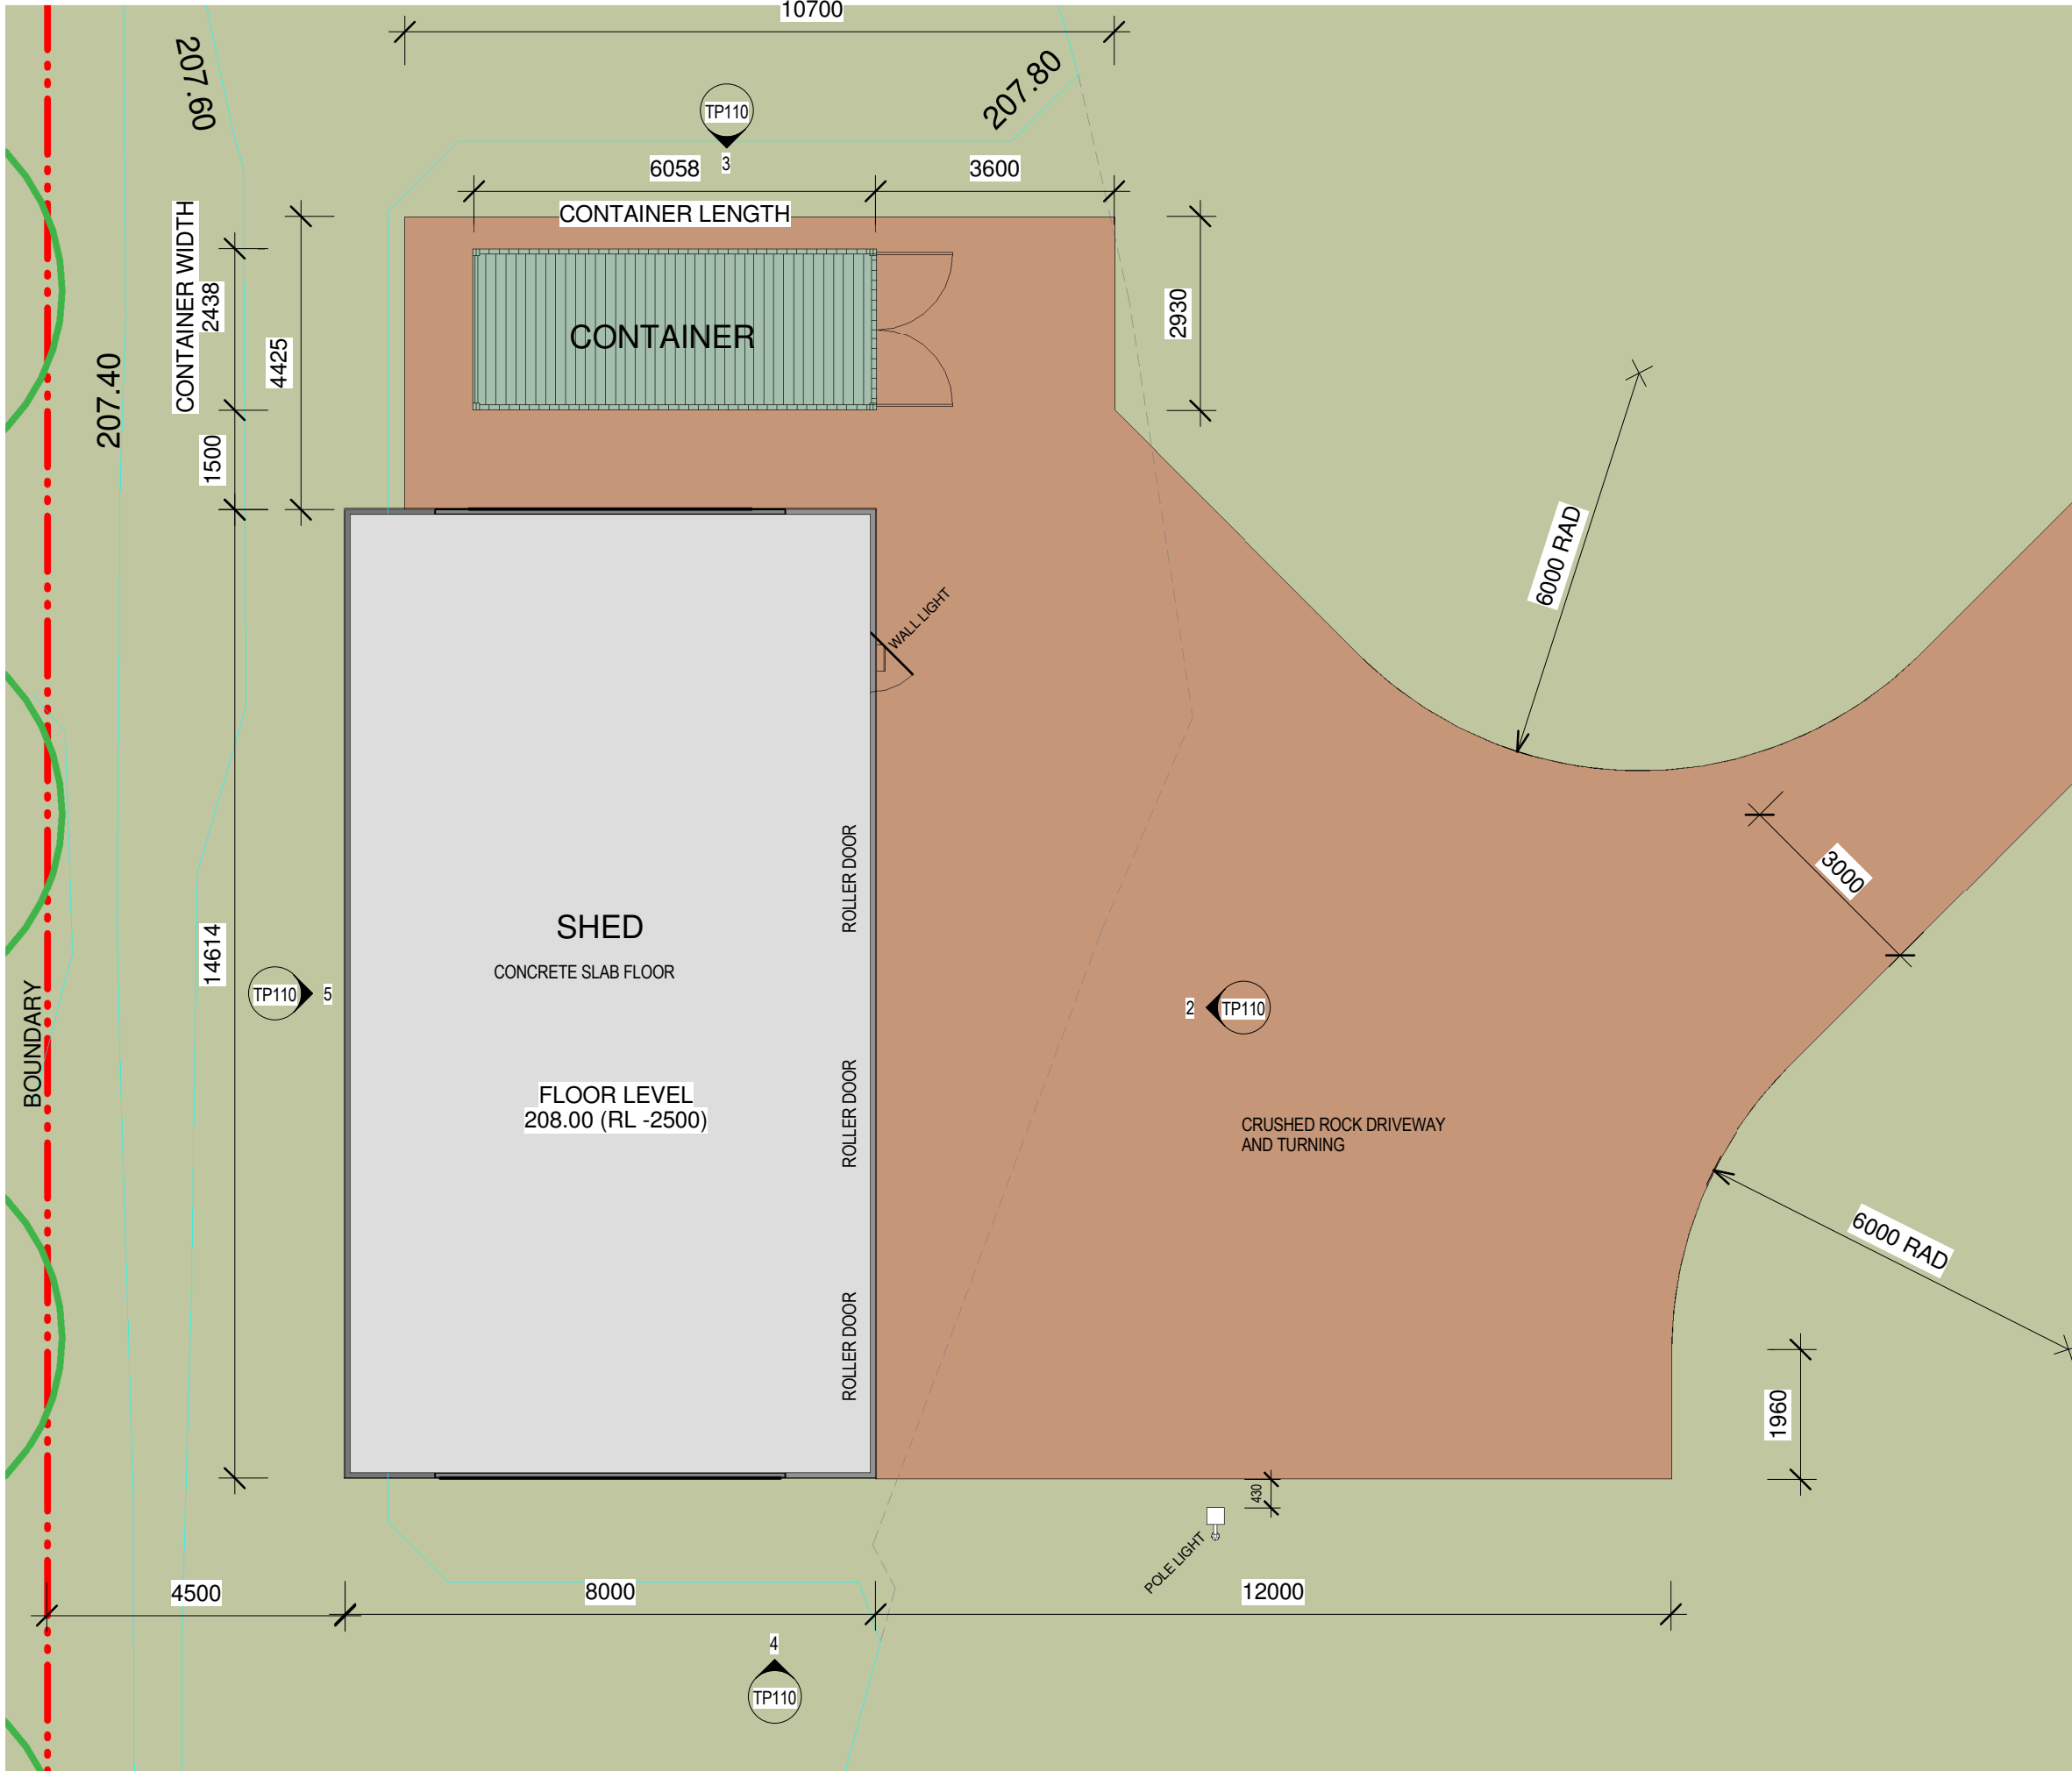 10700
207.60
207.80
TP110
3
6058
3600
CONTAINER LENGTH
CONTAINER WIDTH
2438
4425
2930
CONTAINER
207.40
1500
6000 RAD
WALL LIGHT
ROLLER DOOR
3000
SHED
CONCRETE SLAB FLOOR
14614
TP110
5
2
TP110
BOUNDARY
ROLLER DOOR
FLOOR LEVEL
208.00 (RL -2500)
CRUSHED ROCK DRIVEWAY
AND TURNING
6000 RAD
ROLLER DOOR
1960
430
POLE LIGHT
4500
8000
12000
4
TP110